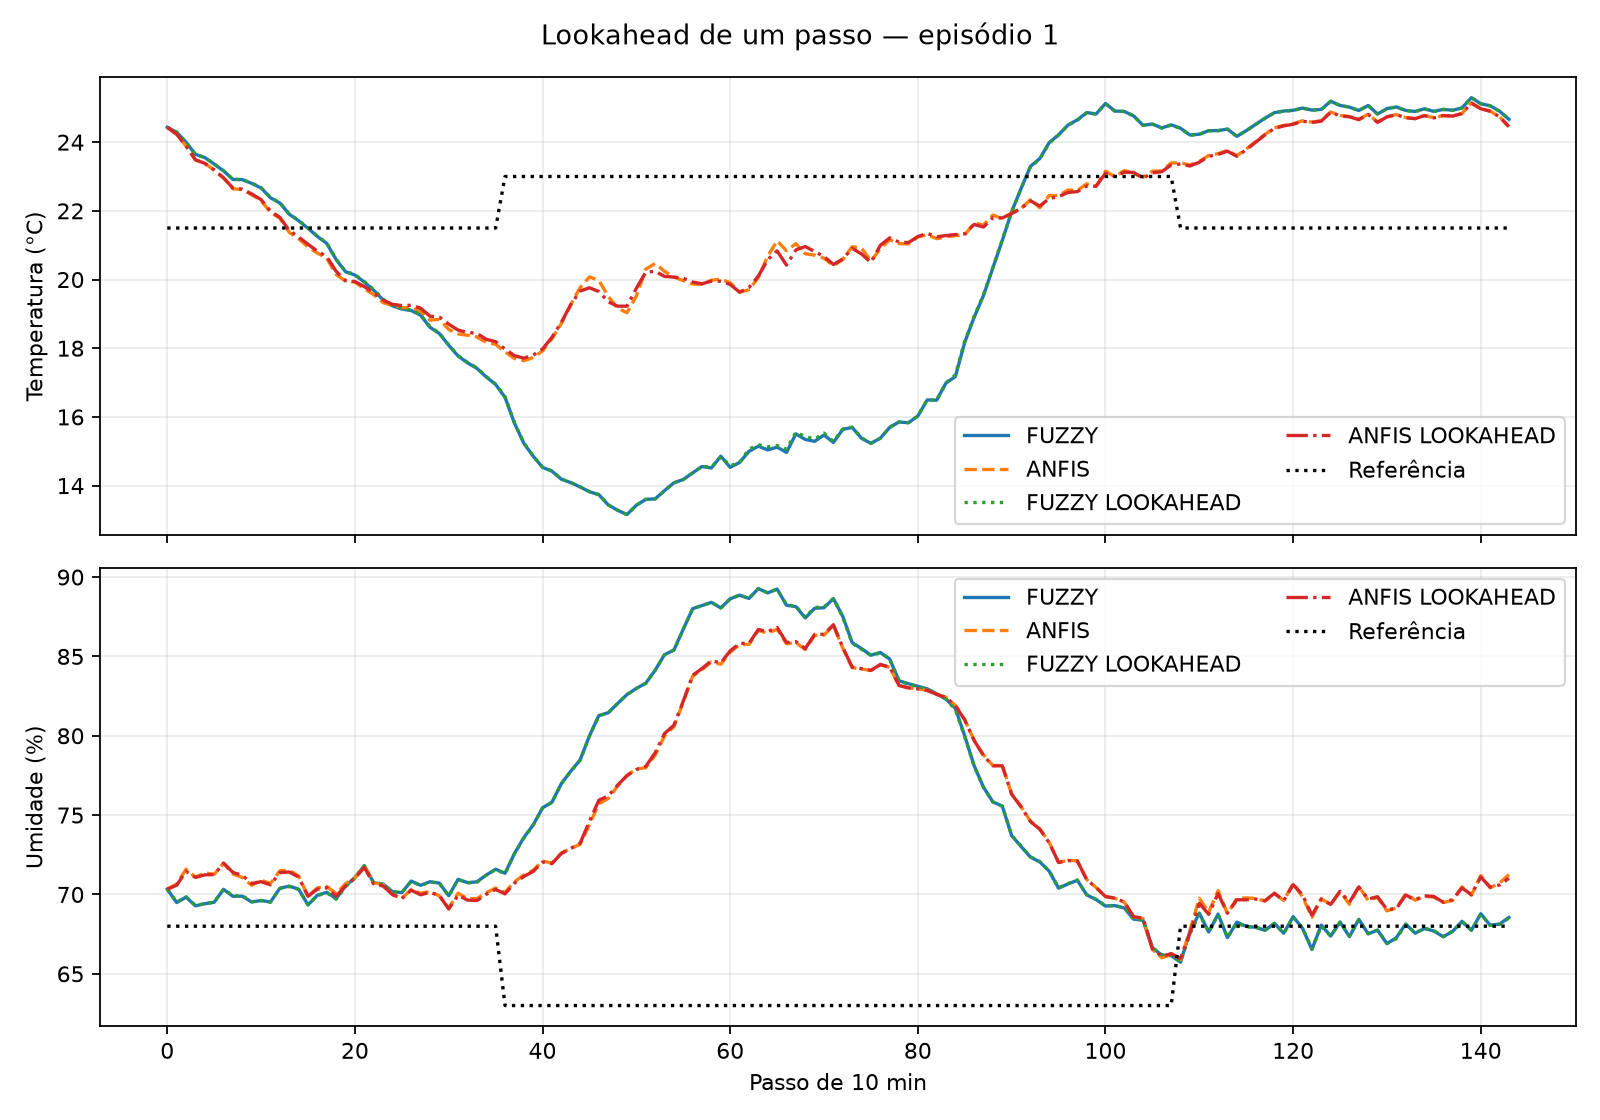 Lookahead de um passo — episódio 1
Temperatura (°C)
24
22
20
18
16
14
FUZZY
ANFIS
FUZZY LOOKAHEAD
ANFIS LOOKAHEAD
Referência
Umidade (%)
90
85
80
75
70
65
FUZZY
ANFIS
FUZZY LOOKAHEAD
ANFIS LOOKAHEAD
Referência
0 20 40 60 80 100 120 140
Passo de 10 min